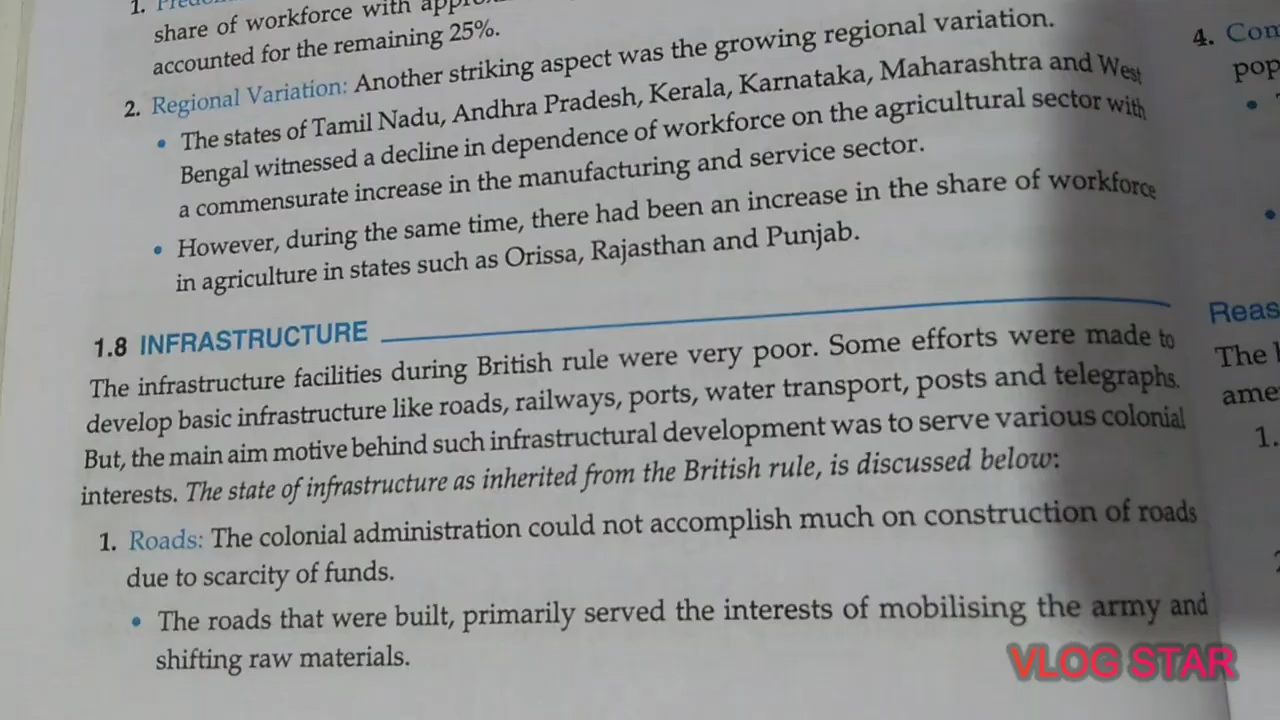 1.
share of workforce with
accounted for the remaining 25%.
2. Regional Variation: Another striking aspect was the growing regional variation.
• The states of Tamil Nadu, Andhra Pradesh, Kerala, Karnataka, Maharashtra and West
Bengal witnessed a decline in dependence of workforce on the agricultural sector with
a commensurate increase in the manufacturing and service sector.
• However, during the same time, there had been an increase in the share of workforce
in agriculture in states such as Orissa, Rajasthan and Punjab.
1.8 INFRASTRUCTURE
The infrastructure facilities during British rule were very poor. Some efforts were made to
develop basic infrastructure like roads, railways, ports, water transport, posts and telegraphs.
But, the main aim motive behind such infrastructural development was to serve various colonial
interests. The state of infrastructure as inherited from the British rule, is discussed below:
1. Roads: The colonial administration could not accomplish much on construction of roads
due to scarcity of funds.
• The roads that were built, primarily served the interests of mobilising the army and
shifting raw materials.
4.
•
•
The
1.
VLOG STAR